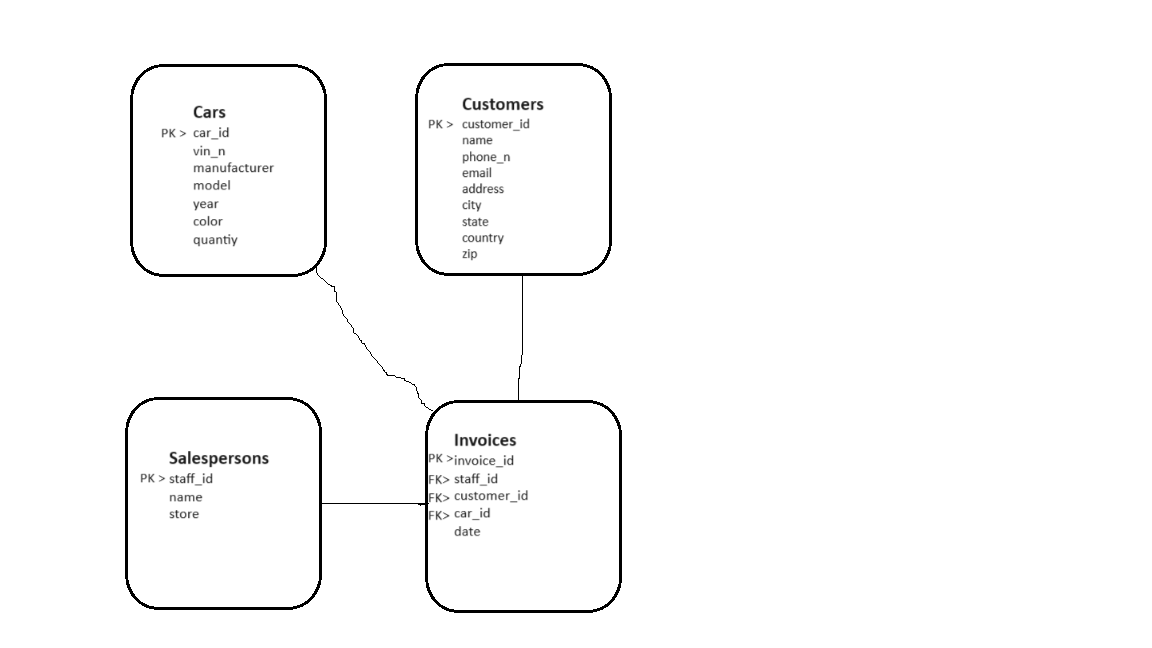 Cars
PK > car_id
vin_n
manufacturer
model
year
color
quantiy
Customers
PK > customer_id
name
phone_n
email
address
city
state
country
zip
Salespersons
PK > staff_id
name
store
Invoices
PK >invoice_id
FK> staff_id
FK> customer_id
FK> car_id
date